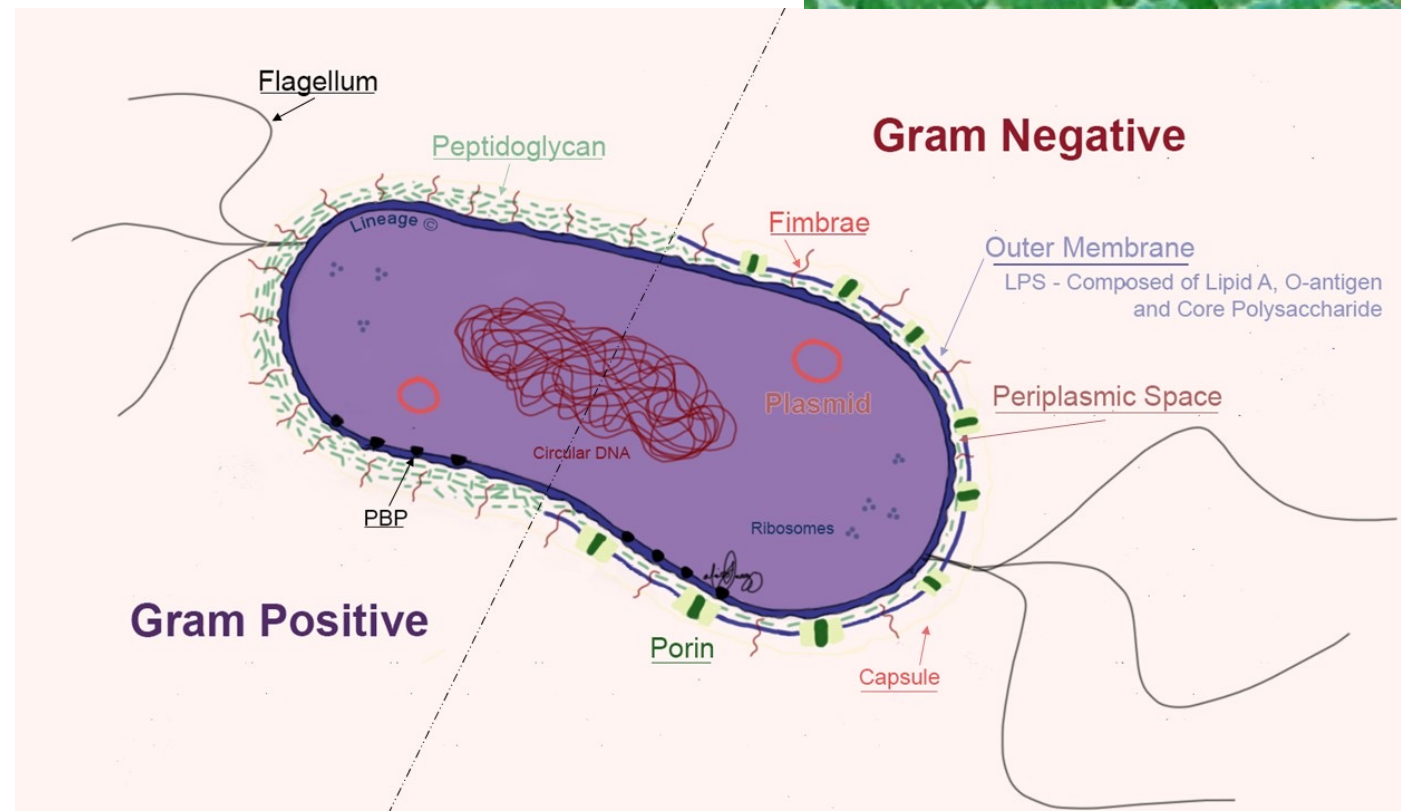 Flagellum
Peptidoglycan
Gram Negative
Lineage ©
Fimbrae
Outer Membrane
LPS - Composed of Lipid A, O-antigen
and Core Polysaccharide
Periplasmic Space
Plasmid
Circular DNA
PBP
Ribosomes
Gram Positive
Porin
Capsule